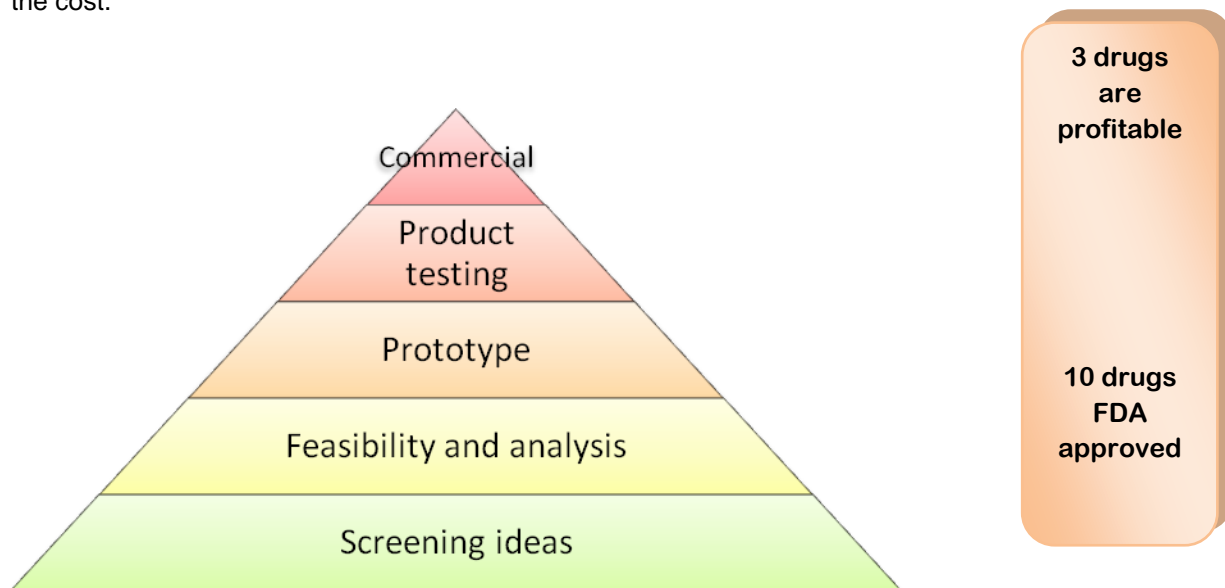 the cost.
Commercial
Product
testing
Prototype
Feasibility and analysis
Screening ideas
3 drugs
are
profitable
10 drugs
FDA
approved